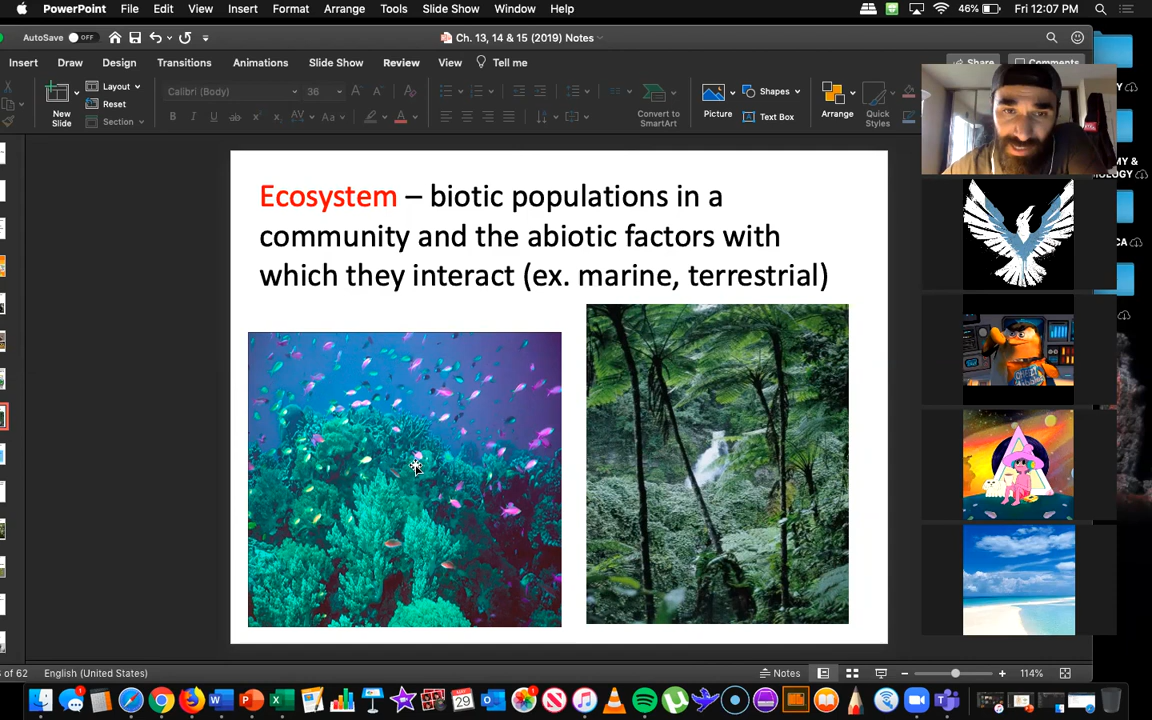 PowerPoint File Edit View Insert Format Arrange Tools Slide Show Window Help 46% Fri 12:07 PM
AutoSave OFF Ch. 13, 14 & 15 (2019) Notes
Insert Draw Design Transitions Animations Slide Show Review View Tell me Share Comments
Layout
Reset
Section
New
Slide
Calibri (Body) 36
Convert to
SmartArt
Picture
Shapes
Text Box
Arrange
Quick
Styles
Ecosystem – biotic populations in a
community and the abiotic factors with
which they interact (ex. marine, terrestrial)
of 62 English (United States) Notes 114%